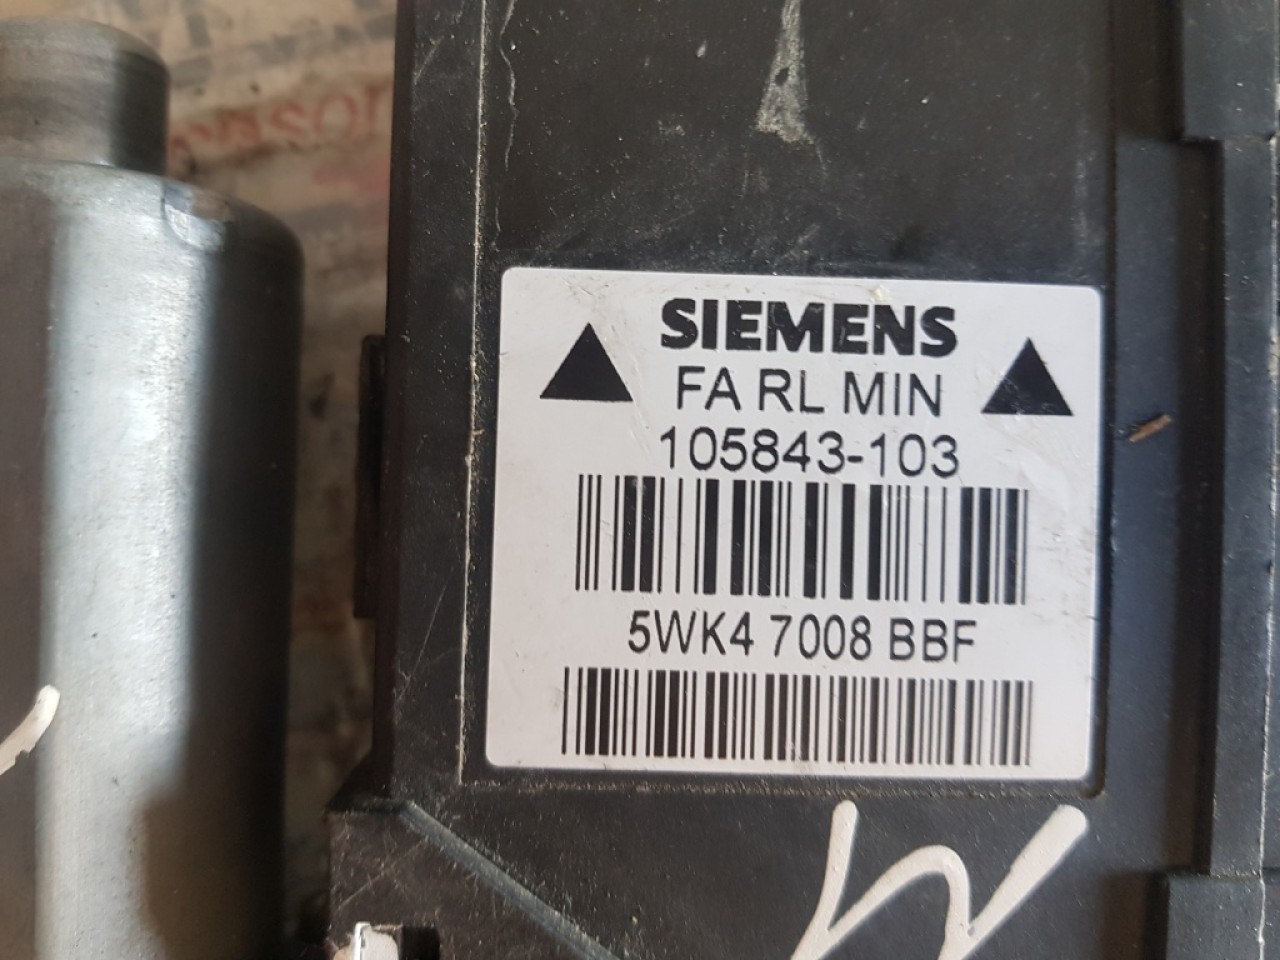 SIEMENS
FA RL MIN
105843-103
5WK4 7008 BBF